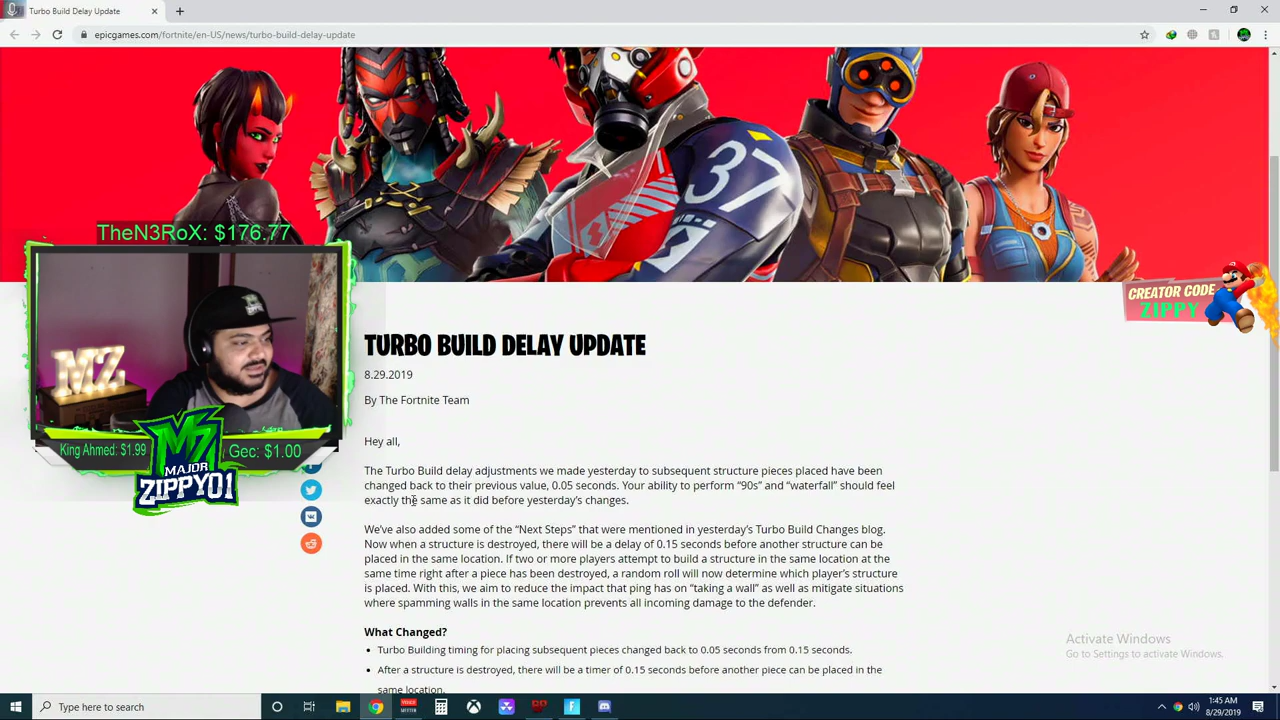 Turbo Build Delay Update
epicgames.com/fortnite/en-US/news/turbo-build-delay-update
37
TheN3RoX: $176.77
CREATOR CODE
ZIPPY
MZ
King Ahmed: $1.99
Gec: $1.00
MAJOR
ZIPPY01
TURBO BUILD DELAY UPDATE
8.29.2019
By The Fortnite Team
Hey all,
The Turbo Build delay adjustments we made yesterday to subsequent structure pieces placed have been
changed back to their previous value, 0.05 seconds. Your ability to perform “90s” and “waterfall” should feel
exactly the same as it did before yesterday’s changes.
We’ve also added some of the “Next Steps” that were mentioned in yesterday’s Turbo Build Changes blog.
Now when a structure is destroyed, there will be a delay of 0.15 seconds before another structure can be
placed in the same location. If two or more players attempt to build a structure in the same location at the
same time right after a piece has been destroyed, a random roll will now determine which player’s structure
is placed. With this, we aim to reduce the impact that ping has on “taking a wall” as well as mitigate situations
where spamming walls in the same location prevents all incoming damage to the defender.
What Changed?
• Turbo Building timing for placing subsequent pieces changed back to 0.05 seconds from 0.15 seconds.
• After a structure is destroyed, there will be a timer of 0.15 seconds before another piece can be placed in the
same location.
Activate Windows
Go to Settings to activate Windows.
Type here to search
1:45 AM
8/29/2019